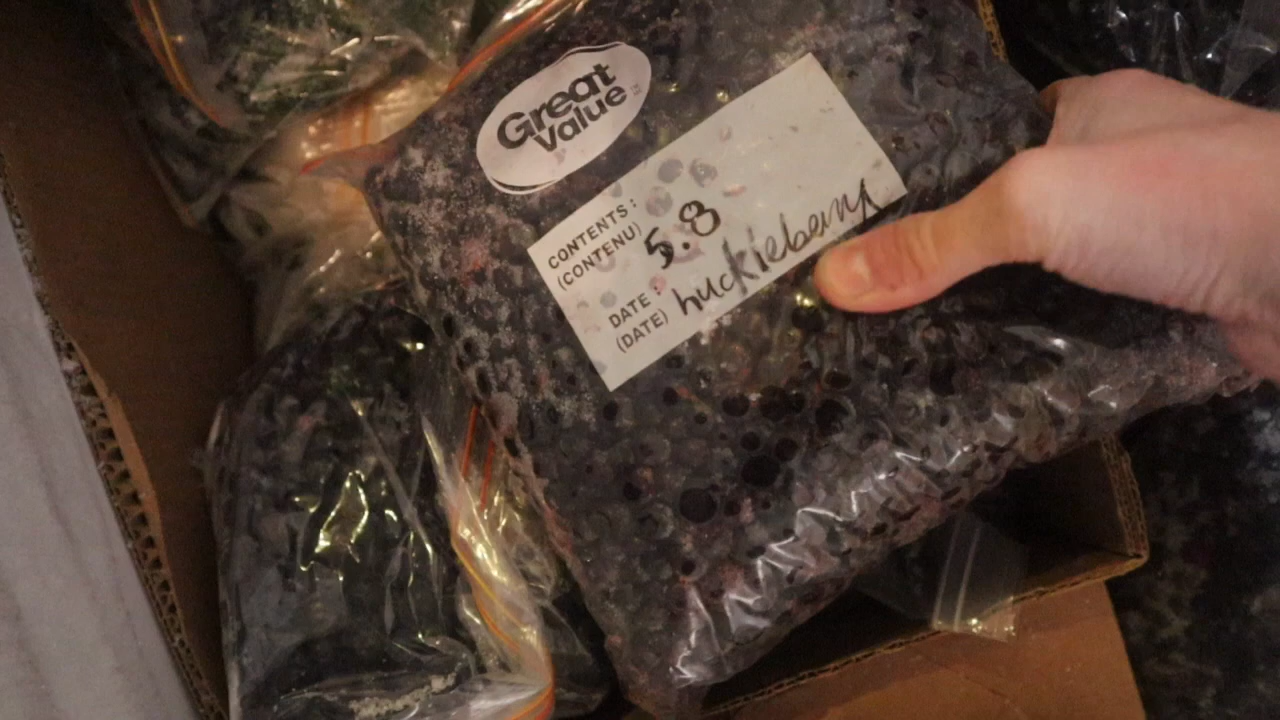 Great
Value
CONTENTS :
(CONTENU)
5.8
DATE :
(DATE)
huckleberry